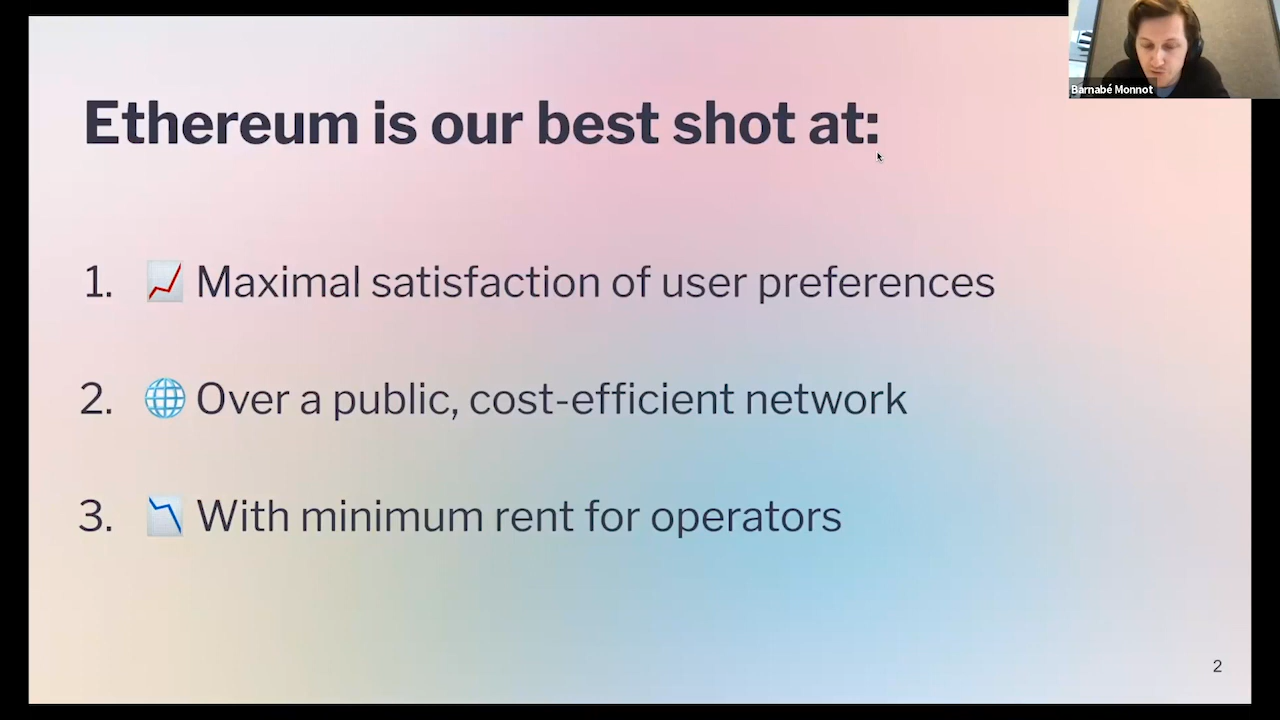 Ethereum is our best shot at:
1. 📈 Maximal satisfaction of user preferences
2. 🌐 Over a public, cost-efficient network
3. 📉 With minimum rent for operators
2
Barnabé Monnot